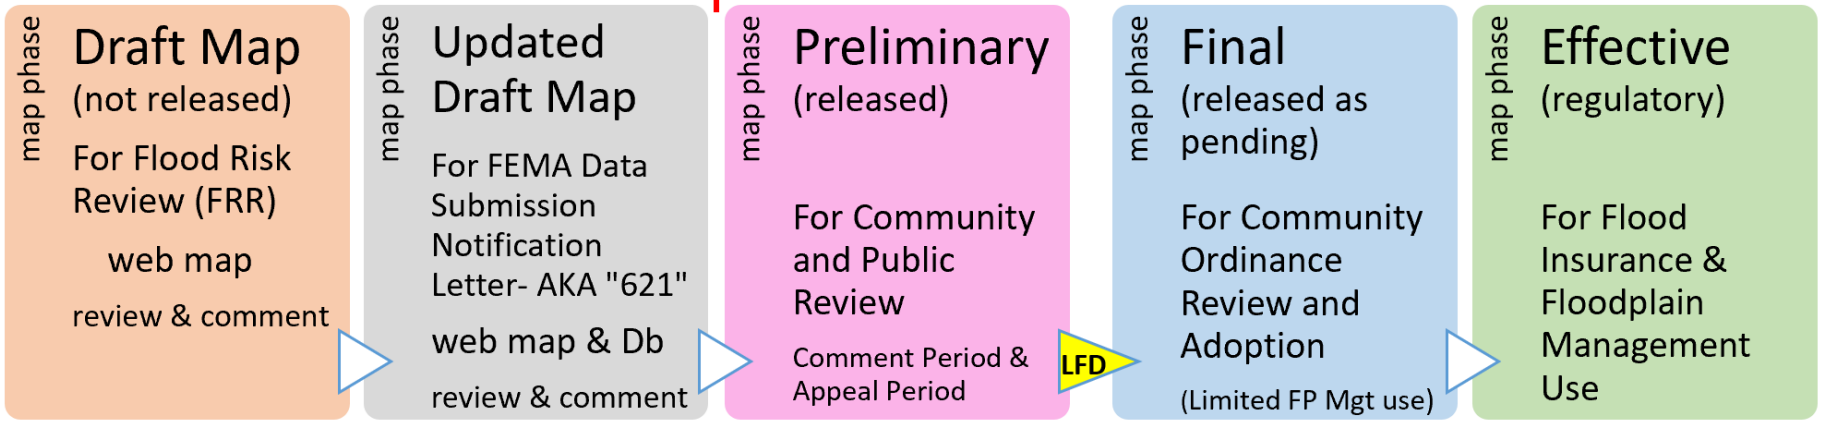 map phase
Draft Map
(not released)
For Flood Risk
Review (FRR)
web map
review & comment
map phase
Updated
Draft Map
For FEMA Data
Submission
Notification
Letter- AKA "621"
web map & Db
review & comment
map phase
Preliminary
(released)
For Community
and Public
Review
Comment Period &
Appeal Period
LFD
map phase
Final
(released as
pending)
For Community
Ordinance
Review and
Adoption
(Limited FP Mgt use)
map phase
Effective
(regulatory)
For Flood
Insurance &
Floodplain
Management
Use